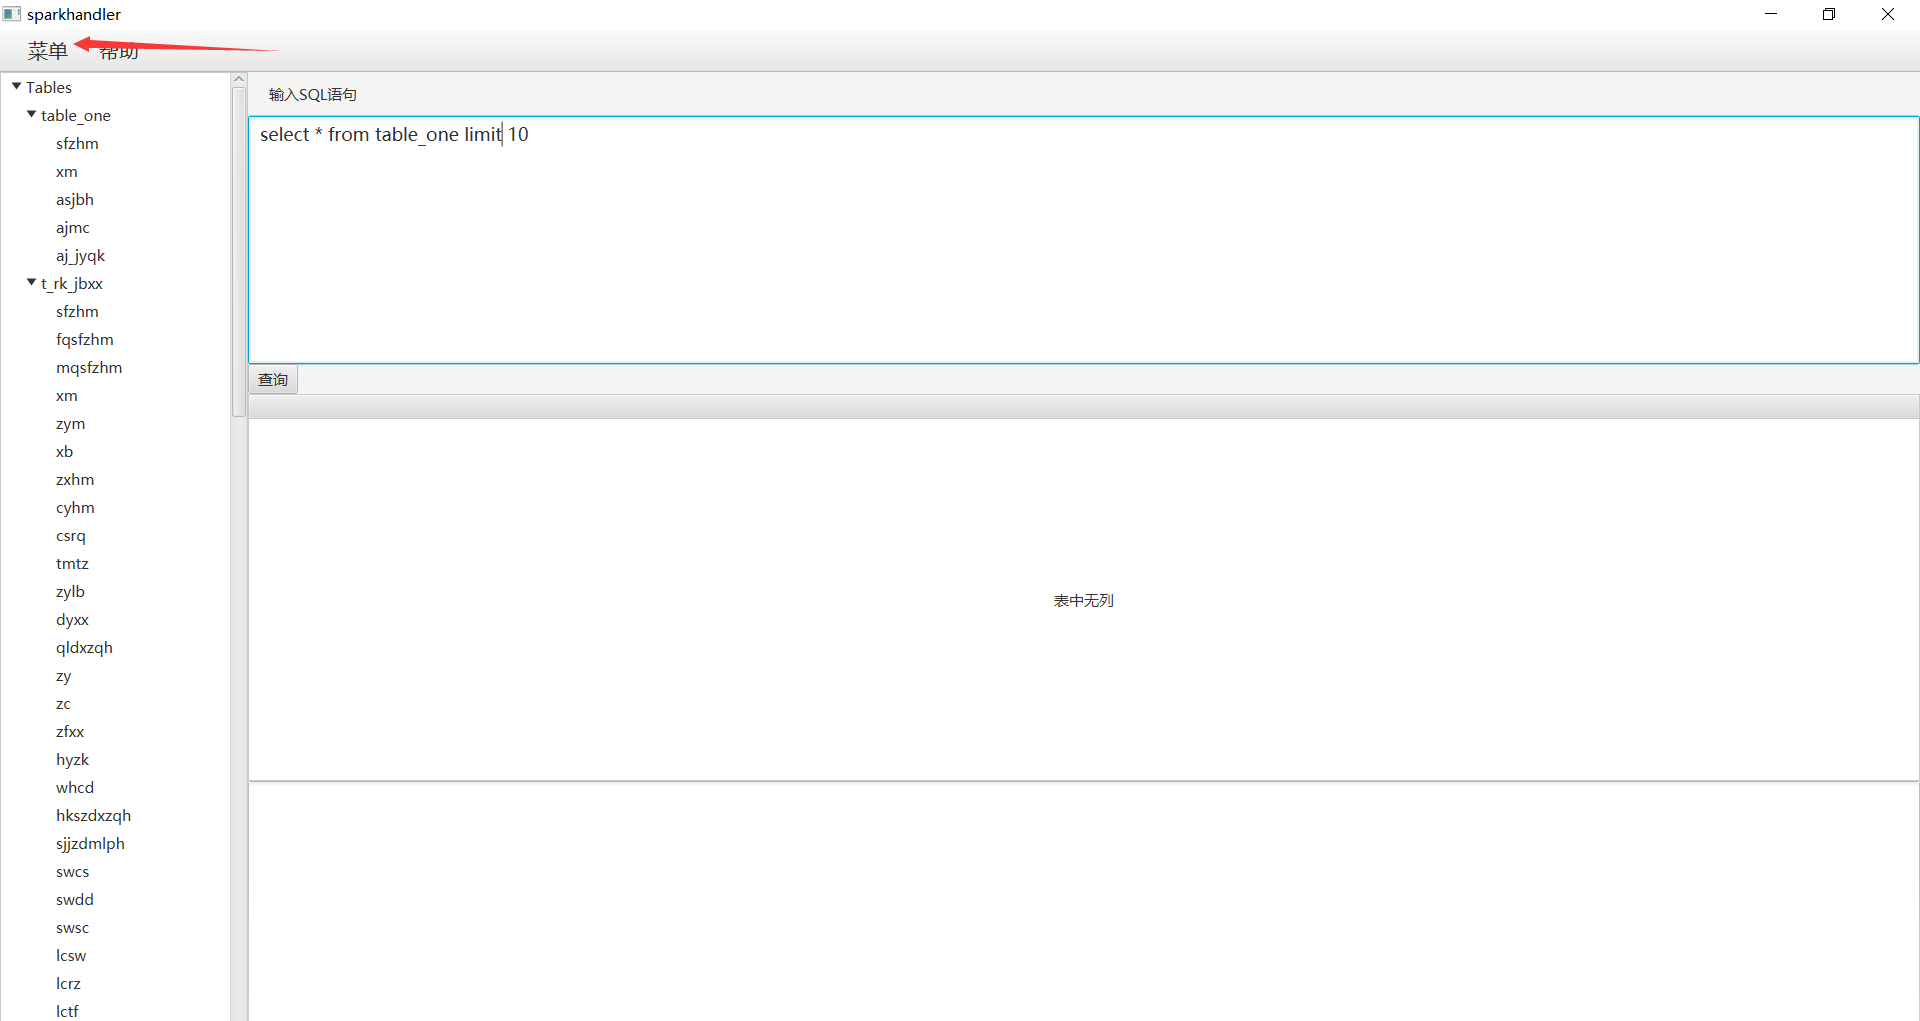 sparkhandler
菜单 帮助
Tables
table_one
sfzhm
xm
asjbh
ajmc
aj_jyqk
t_rk_jbxx
sfzhm
fqsfzhm
mqsfzhm
xm
zym
xb
zxhm
cyhm
csrq
tmtz
zylb
dyxx
qldxzqh
zy
zc
zfxx
hyzk
whcd
hkszdxzqh
sjjzdmlph
swcs
swdd
swsc
lcsw
lcrz
lctf
输入SQL语句
select * from table_one limit 10
查询
表中无列